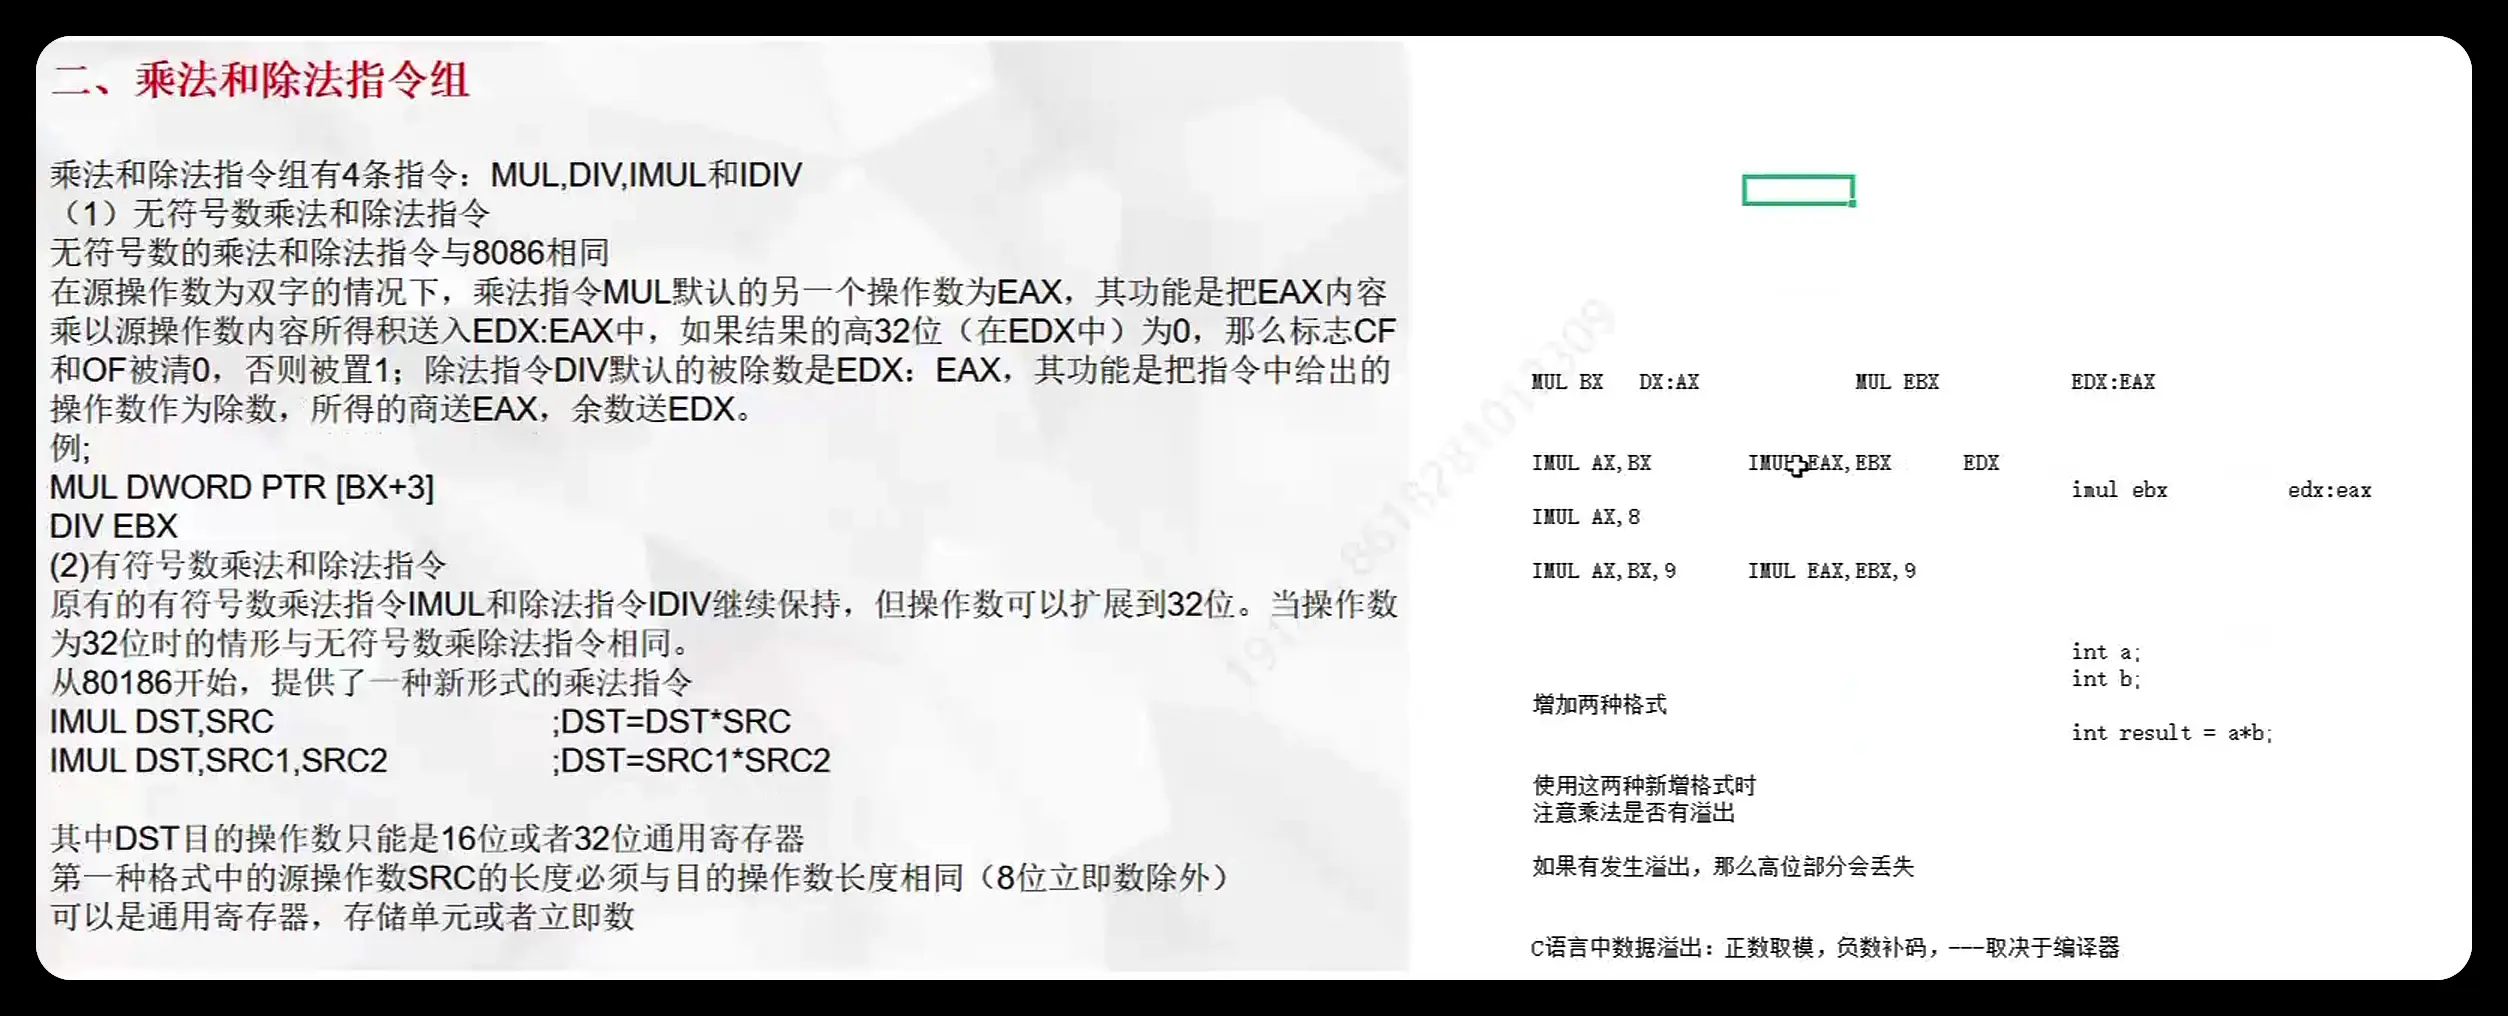 二、乘法和除法指令组
乘法和除法指令组有4条指令：MUL,DIV,IMUL和IDIV
（1）无符号数乘法和除法指令
无符号数的乘法和除法指令与8086相同
在源操作数为双字的情况下，乘法指令MUL默认的另一个操作数为EAX，其功能是把EAX内容
乘以源操作数内容所得积送入EDX:EAX中，如果结果的高32位（在EDX中）为0，那么标志CF
和OF被清0，否则被置1；除法指令DIV默认的被除数是EDX：EAX，其功能是把指令中给出的
操作数作为除数，所得的商送EAX，余数送EDX。
例;
MUL DWORD PTR [BX+3]
DIV EBX
(2)有符号数乘法和除法指令
原有的有符号数乘法指令IMUL和除法指令IDIV继续保持，但操作数可以扩展到32位。当操作数
为32位时的情形与无符号数乘除法指令相同。
从80186开始，提供了一种新形式的乘法指令
IMUL DST,SRC ;DST=DST*SRC
IMUL DST,SRC1,SRC2 ;DST=SRC1*SRC2
其中DST目的操作数只能是16位或者32位通用寄存器
第一种格式中的源操作数SRC的长度必须与目的操作数长度相同（8位立即数除外）
可以是通用寄存器，存储单元或者立即数
MUL BX DX:AX MUL EBX EDX:EAX
IMUL AX,BX IMUL EAX,EBX EDX
imul ebx edx:eax
IMUL AX,8
IMUL AX,BX,9 IMUL EAX,EBX,9
int a;
int b;
增加两种格式
int result = a*b;
使用这两种新增格式时
注意乘法是否有溢出
如果有发生溢出，那么高位部分会丢失
C语言中数据溢出：正数取模，负数补码，---取决于编译器